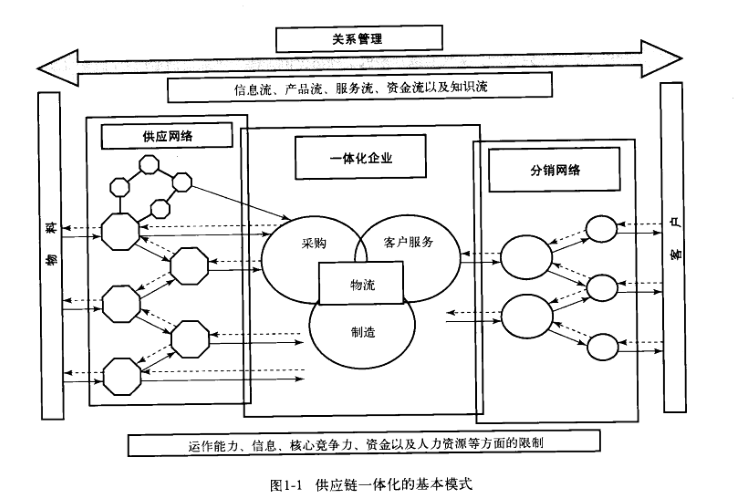 关系管理
信息流、产品流、服务流、资金流以及知识流
供应网络
一体化企业
分销网络
物料
采购
客户服务
物流
制造
客户
运作能力、信息、核心竞争力、资金以及人力资源等方面的限制
图1-1 供应链一体化的基本模式